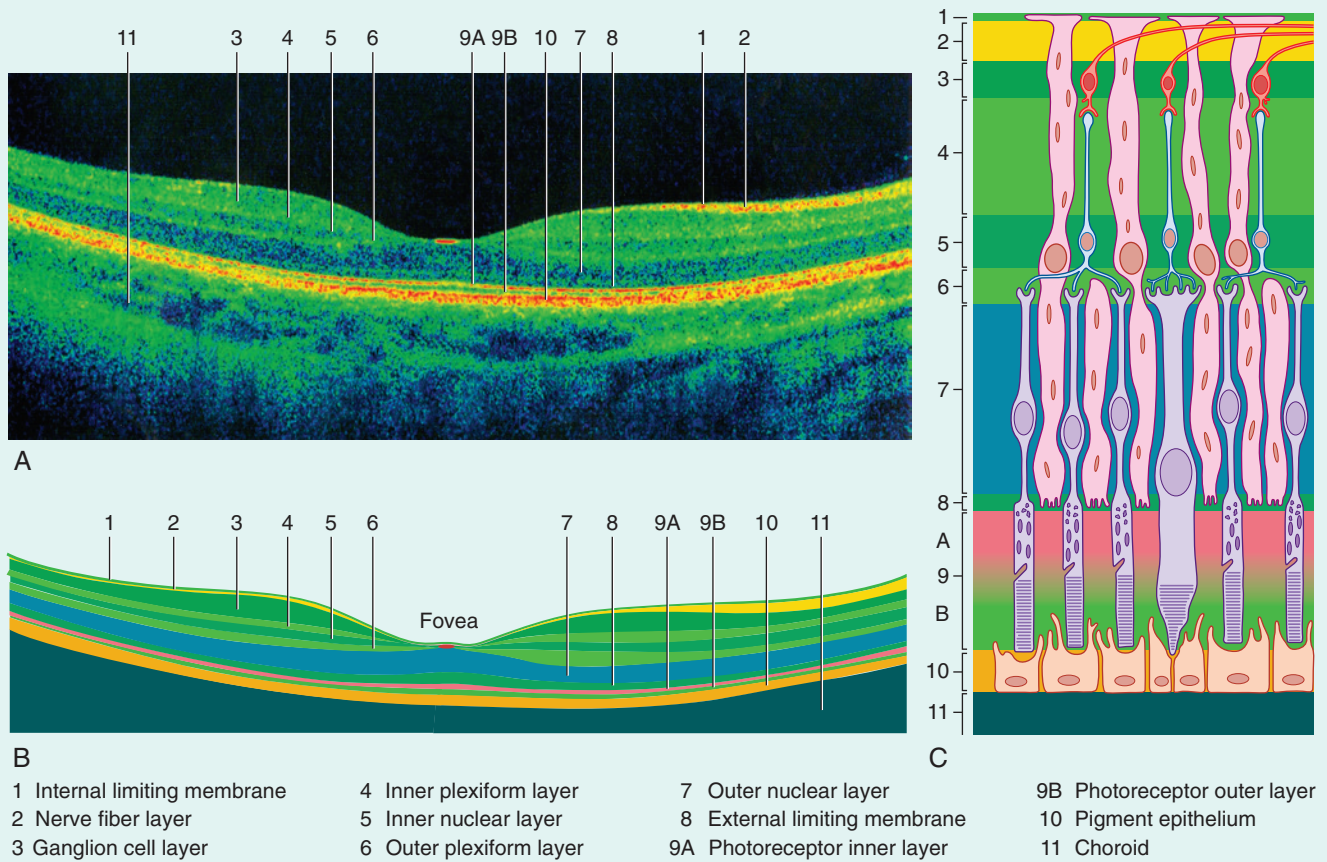 11 3 4 5 6 9A 9B 10 7 8 1 2
A
1 2 3 4 5 6 7 8 9A 9B 10 11
Fovea
B
1
2
3
4
5
6
7
8
A
9
B
10
11
C
1 Internal limiting membrane
2 Nerve fiber layer
3 Ganglion cell layer
4 Inner plexiform layer
5 Inner nuclear layer
6 Outer plexiform layer
7 Outer nuclear layer
8 External limiting membrane
9A Photoreceptor inner layer
9B Photoreceptor outer layer
10 Pigment epithelium
11 Choroid